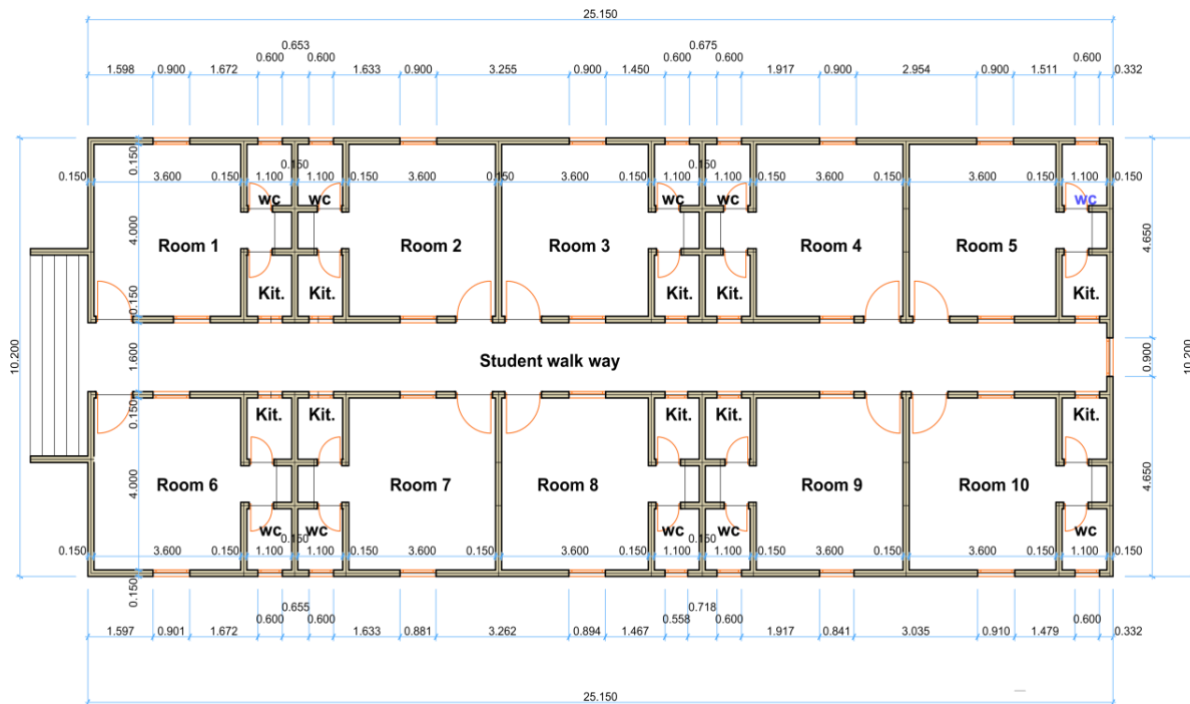 25.150
0.653 0.675
0.600 0.600 0.600 0.600 0.600
1.598 0.900 1.672 1.633 0.900 3.255 0.900 1.450 1.917 0.900 2.954 0.900 1.511 0.332
0.150
0.150 0.150
0.150 3.600 0.150 1.100 1.100 0.150 3.600 0.150 3.600 0.150 1.100 1.100 0.150 3.600 0.150 3.600 0.150 1.100 0.150
wc wc wc wc wc
4.000 4.650
Room 1 Room 2 Room 3 Room 4 Room 5
0.150 Kit. Kit. Kit. Kit. Kit.
10.200 1.600 Student walk way 0.900 10.200
0.150 Kit. Kit. Kit. Kit. Kit.
4.000 4.650
Room 6 Room 7 Room 8 Room 9 Room 10
wc wc wc wc wc
0.150 0.150
0.150 3.600 0.150 1.100 1.100 0.150 3.600 0.150 3.600 0.150 1.100 1.100 0.150 3.600 0.150 3.600 0.150 1.100 0.150
0.150
0.655 0.718
0.600 0.600 0.558 0.600 0.600
1.597 0.901 1.672 1.633 0.881 3.262 0.894 1.467 1.917 0.841 3.035 0.910 1.479 0.332
25.150